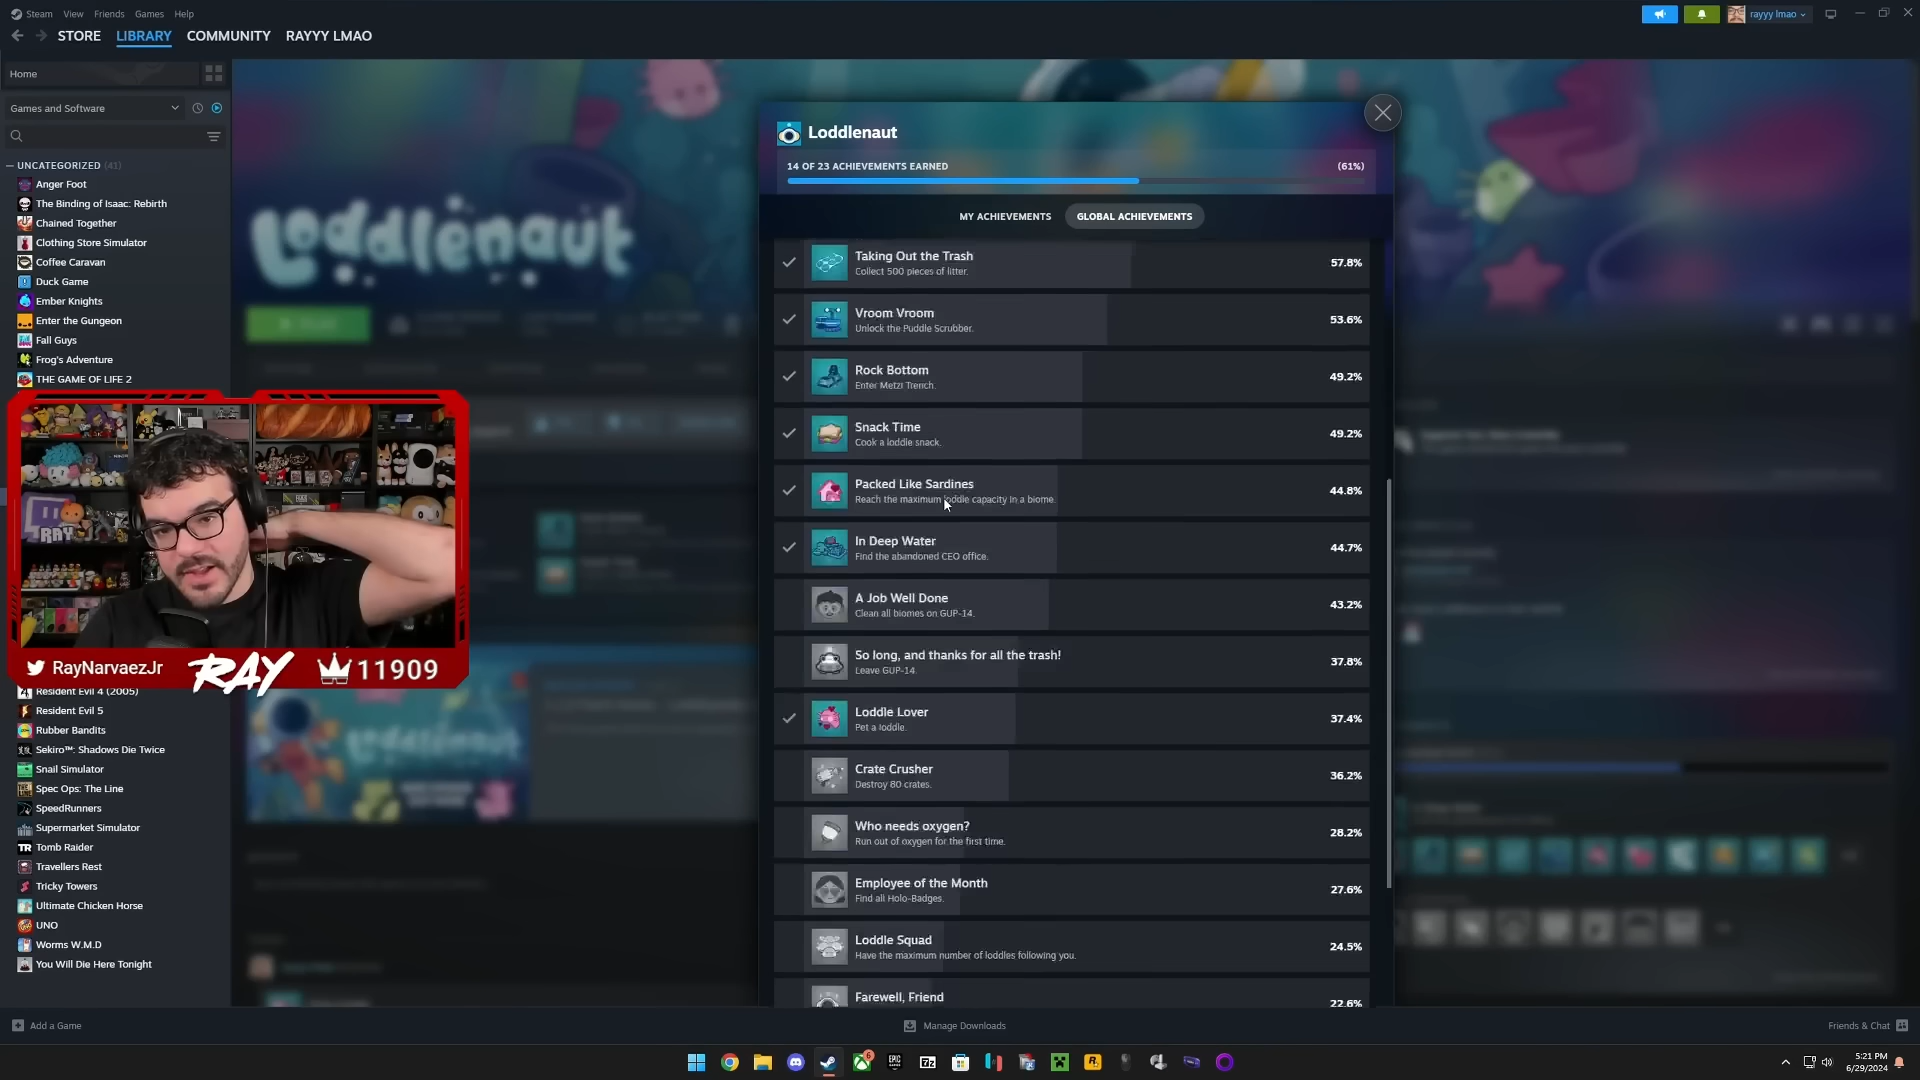 Steam View Friends Games Help
rayyy lmao
STORE LIBRARY COMMUNITY RAYYY LMAO
Home
Games and Software
UNCATEGORIZED (41)
Anger Foot
The Binding of Isaac: Rebirth
Chained Together
Clothing Store Simulator
Coffee Caravan
Duck Game
Ember Knights
Enter the Gungeon
Fall Guys
Frog's Adventure
THE GAME OF LIFE 2
RayNarvaezJr RAY 11909
Resident Evil 4 (2005)
Resident Evil 5
Rubber Bandits
Sekiro™: Shadows Die Twice
Snail Simulator
Spec Ops: The Line
SpeedRunners
Supermarket Simulator
Tomb Raider
Travellers Rest
Tricky Towers
Ultimate Chicken Horse
UNO
Worms W.M.D
You Will Die Here Tonight
Loddlenaut
Loddlenaut
14 OF 23 ACHIEVEMENTS EARNED (61%)
MY ACHIEVEMENTS GLOBAL ACHIEVEMENTS
Taking Out the Trash
Collect 500 pieces of litter.
57.8%
Vroom Vroom
Unlock the Puddle Scrubber.
53.6%
Rock Bottom
Enter Metzi Trench.
49.2%
Snack Time
Cook a loddle snack.
49.2%
Packed Like Sardines
Reach the maximum loddle capacity in a biome.
44.8%
In Deep Water
Find the abandoned CEO office.
44.7%
A Job Well Done
Clean all biomes on GUP-14.
43.2%
So long, and thanks for all the trash!
Leave GUP-14.
37.8%
Loddle Lover
Pet a loddle.
37.4%
Crate Crusher
Destroy 80 crates.
36.2%
Who needs oxygen?
Run out of oxygen for the first time.
28.2%
Employee of the Month
Find all Holo-Badges.
27.6%
Loddle Squad
Have the maximum number of loddles following you.
24.5%
Farewell, Friend
22.6%
Add a Game
Manage Downloads
Friends & Chat
5:21 PM
6/29/2024